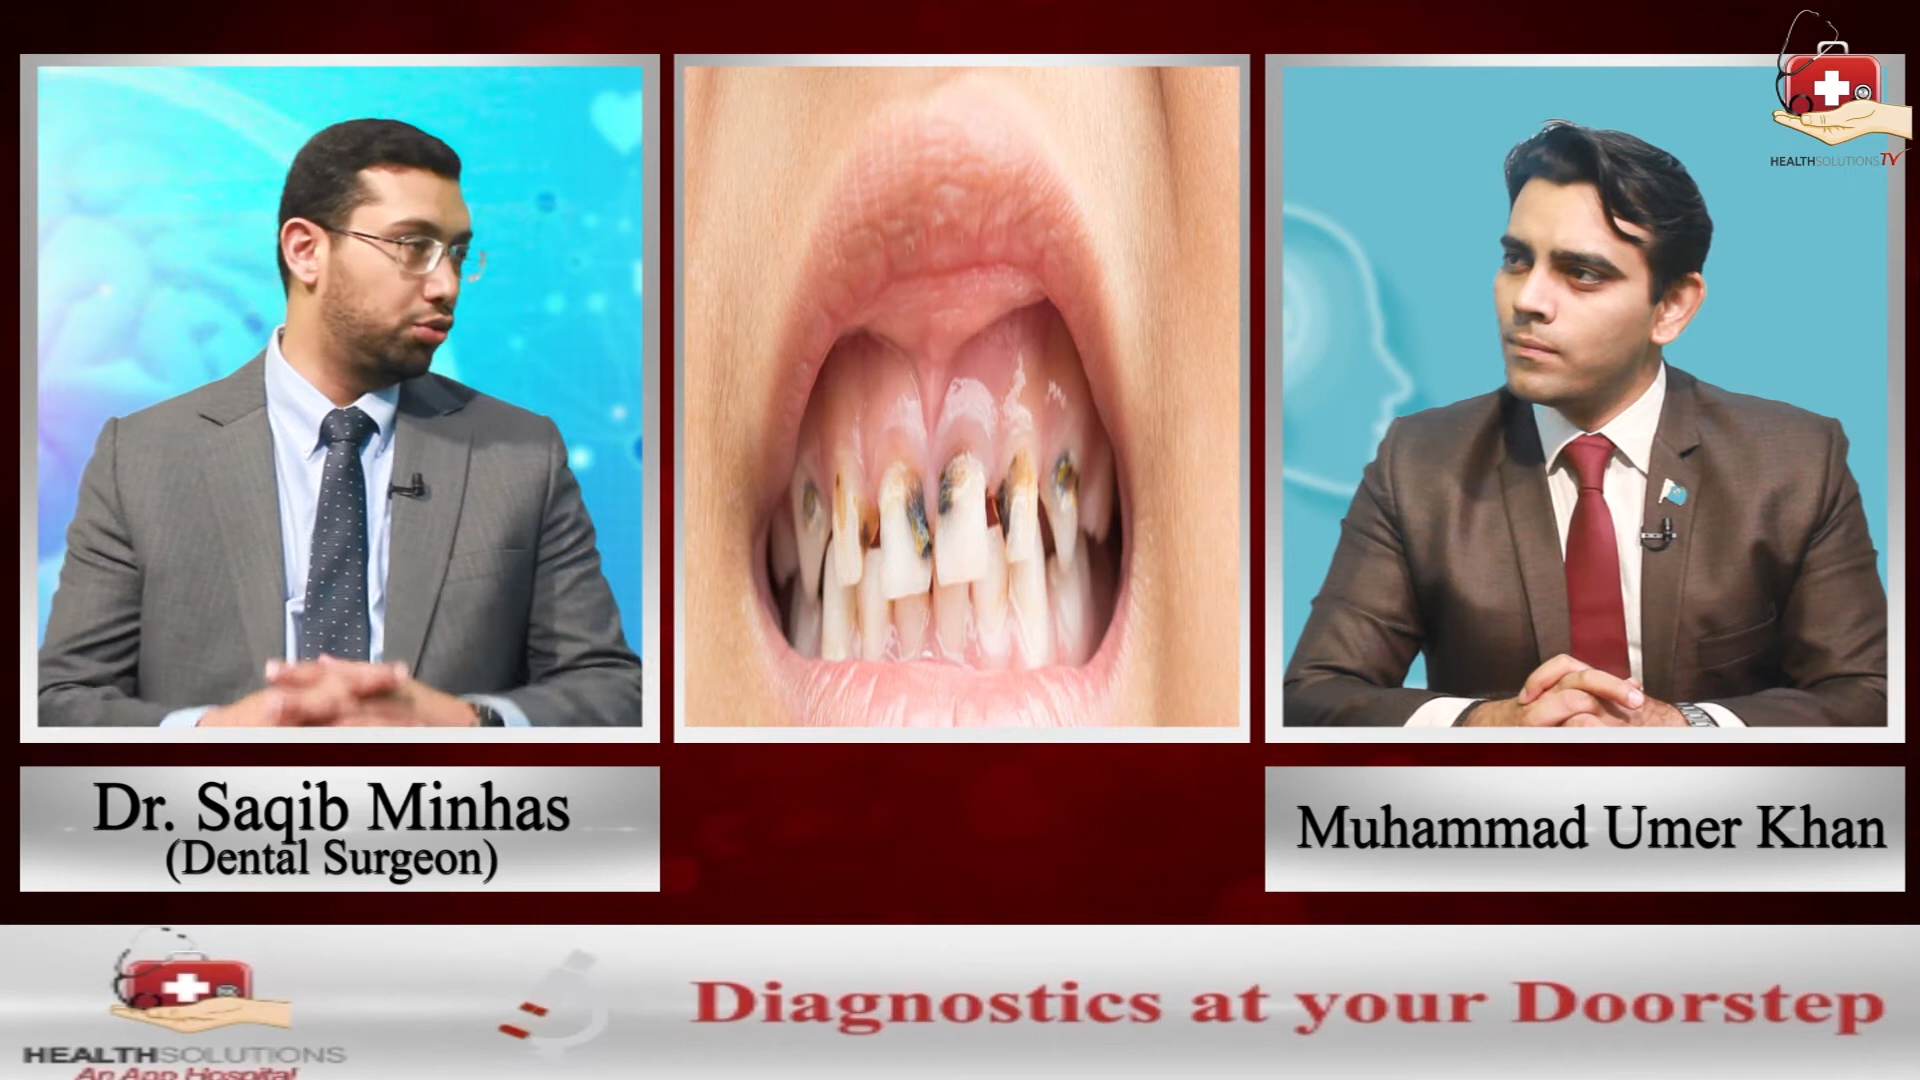 HEALTHSOLUTIONSTV
Dr. Saqib Minhas
(Dental Surgeon)
Muhammad Umer Khan
Diagnostics at your Doorstep
HEALTHSOLUTIONS
An App Hospital